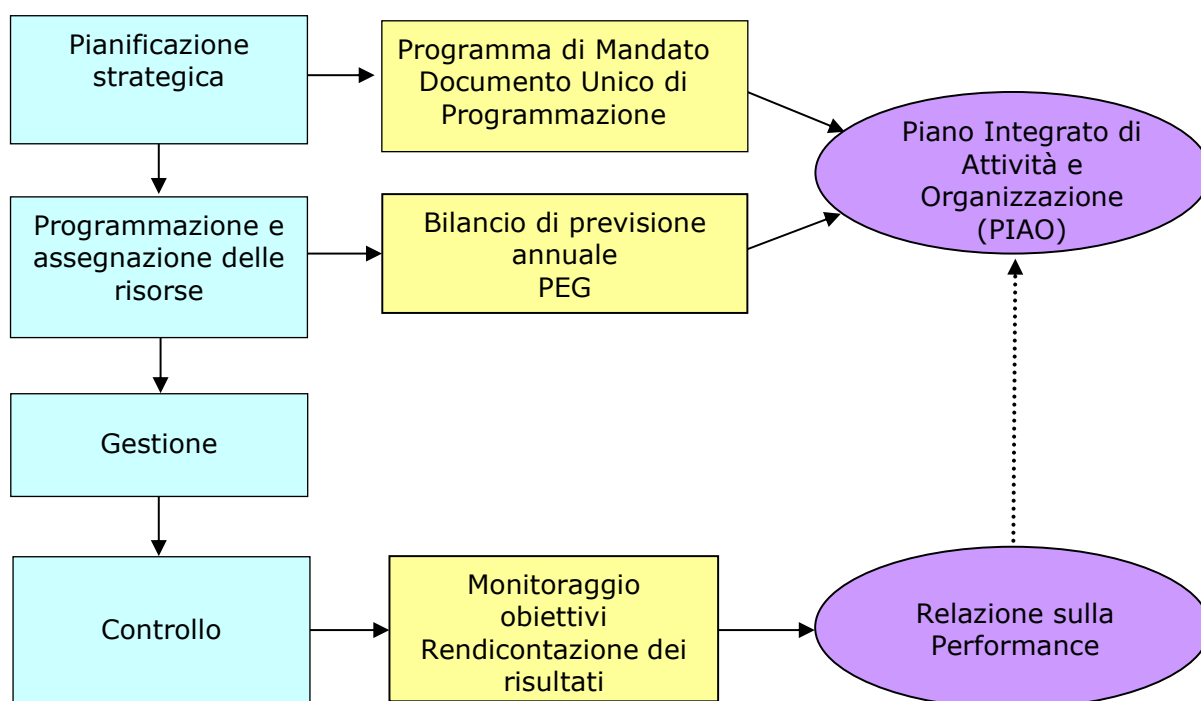 Pianificazione
strategica
Programma di Mandato
Documento Unico di
Programmazione
Piano Integrato di
Attività e
Organizzazione
(PIAO)
Programmazione e
assegnazione delle
risorse
Bilancio di previsione
annuale
PEG
Gestione
Controllo
Monitoraggio
obiettivi
Rendicontazione dei
risultati
Relazione sulla
Performance